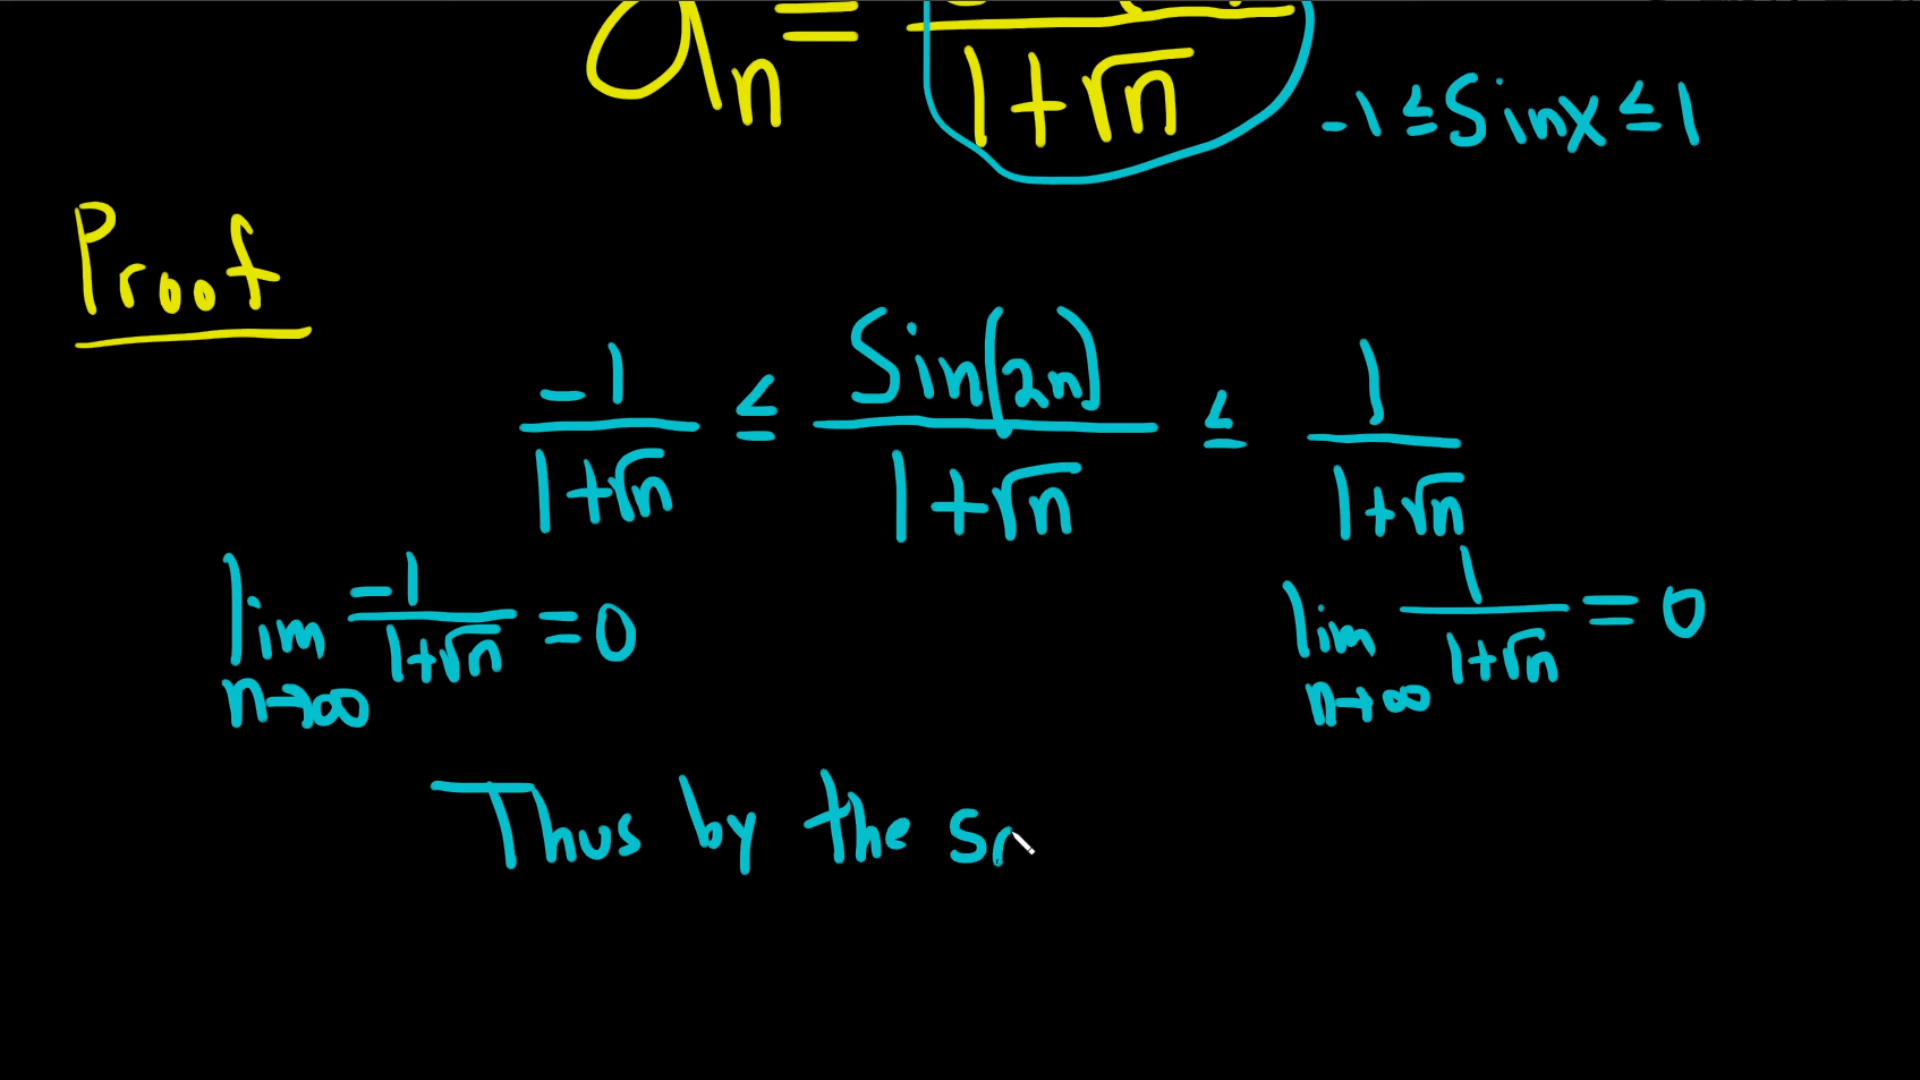 aₙ = / 1+√n
-1 ≤ Sinx ≤ 1
Proof
-1/(1+√n) ≤ Sin(2n)/(1+√n) ≤ 1/(1+√n)
lim n→∞ -1/(1+√n) = 0
lim n→∞ 1/(1+√n) = 0
Thus by the